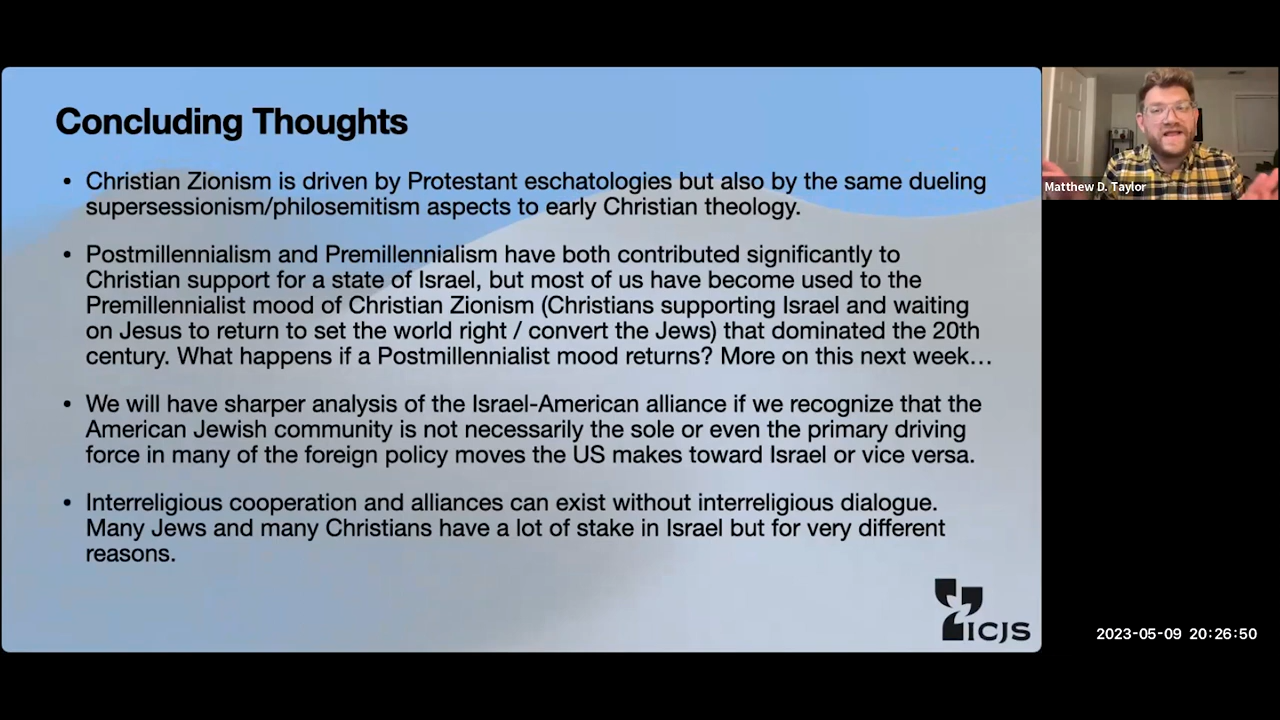 Concluding Thoughts
• Christian Zionism is driven by Protestant eschatologies but also by the same dueling
supersessionism/philosemitism aspects to early Christian theology.
• Postmillennialism and Premillennialism have both contributed significantly to
Christian support for a state of Israel, but most of us have become used to the
Premillennialist mood of Christian Zionism (Christians supporting Israel and waiting
on Jesus to return to set the world right / convert the Jews) that dominated the 20th
century. What happens if a Postmillennialist mood returns? More on this next week…
• We will have sharper analysis of the Israel-American alliance if we recognize that the
American Jewish community is not necessarily the sole or even the primary driving
force in many of the foreign policy moves the US makes toward Israel or vice versa.
• Interreligious cooperation and alliances can exist without interreligious dialogue.
Many Jews and many Christians have a lot of stake in Israel but for very different
reasons.
ICJS
Matthew D. Taylor
2023-05-09 20:26:50